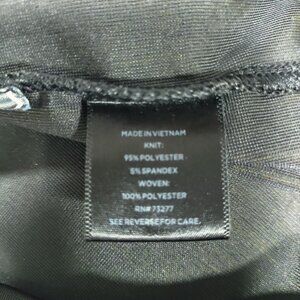 MADE IN VIETNAM
KNIT:
95% POLYESTER
5% SPANDEX
WOVEN:
100% POLYESTER
RN# 73277
SEE REVERSE FOR CARE.